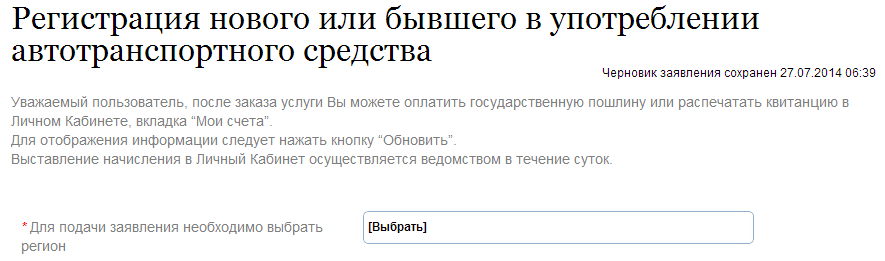 Регистрация нового или бывшего в употреблении
автотранспортного средства
Черновик заявления сохранен 27.07.2014 06:39
Уважаемый пользователь, после заказа услуги Вы можете оплатить государственную пошлину или распечатать квитанцию в
Личном Кабинете, вкладка “Мои счета”.
Для отображения информации следует нажать кнопку “Обновить”.
Выставление начисления в Личный Кабинет осуществляется ведомством в течение суток.
*Для подачи заявления необходимо выбрать
регион
[Выбрать]